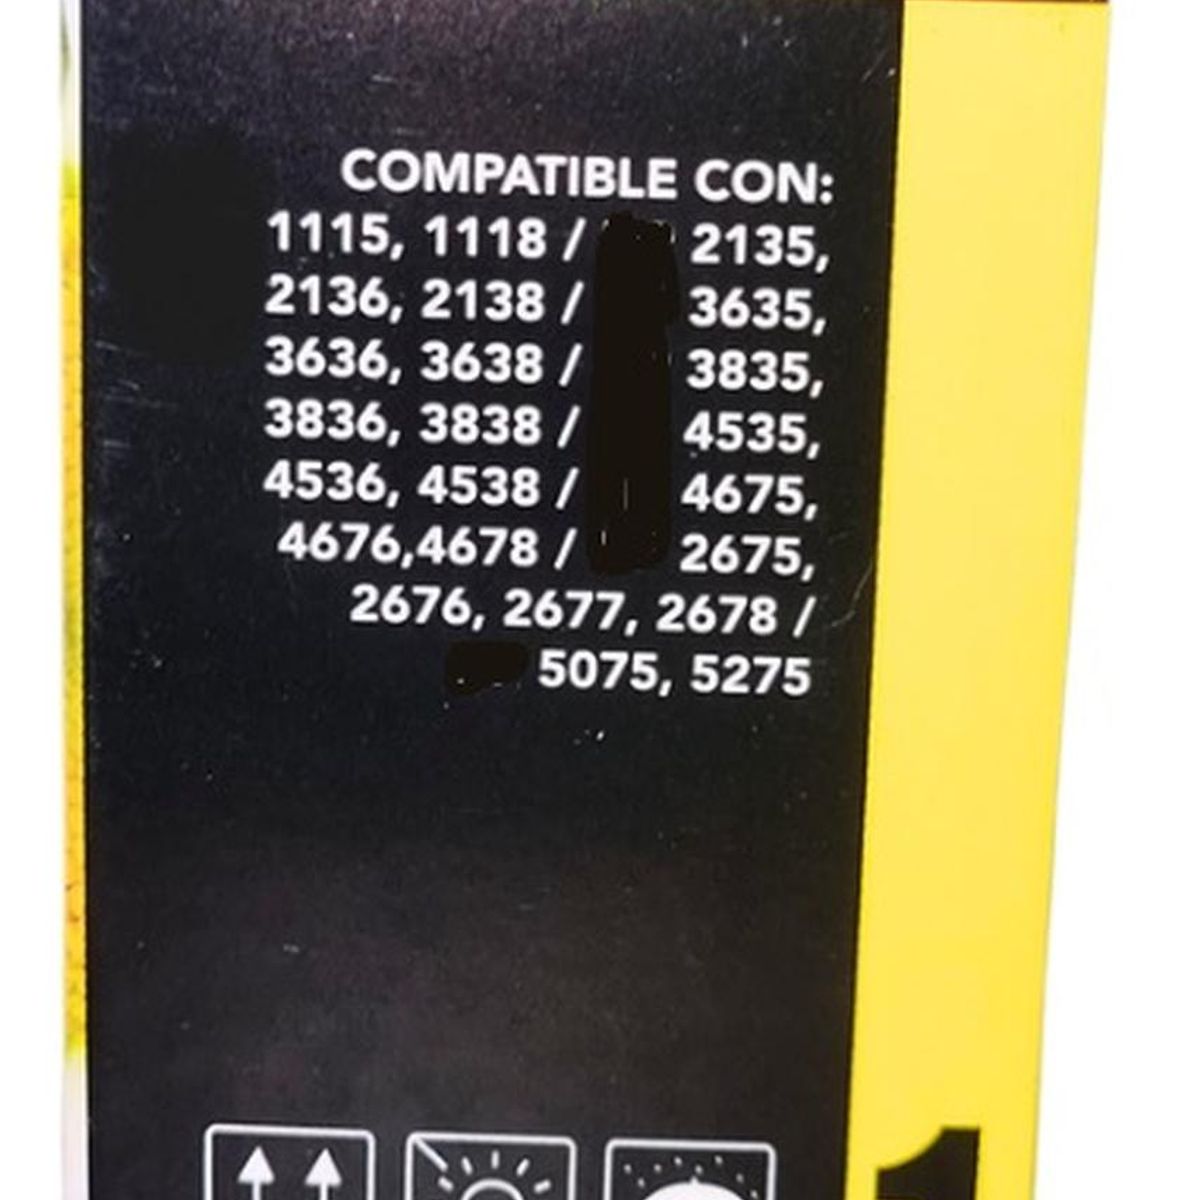 COMPATIBLE CON:
1115, 1118 / 2135,
2136, 2138 / 3635,
3636, 3638 / 3835,
3836, 3838 / 4535,
4536, 4538 / 4675,
4676,4678 / 2675,
2676, 2677, 2678 /
5075, 5275
1